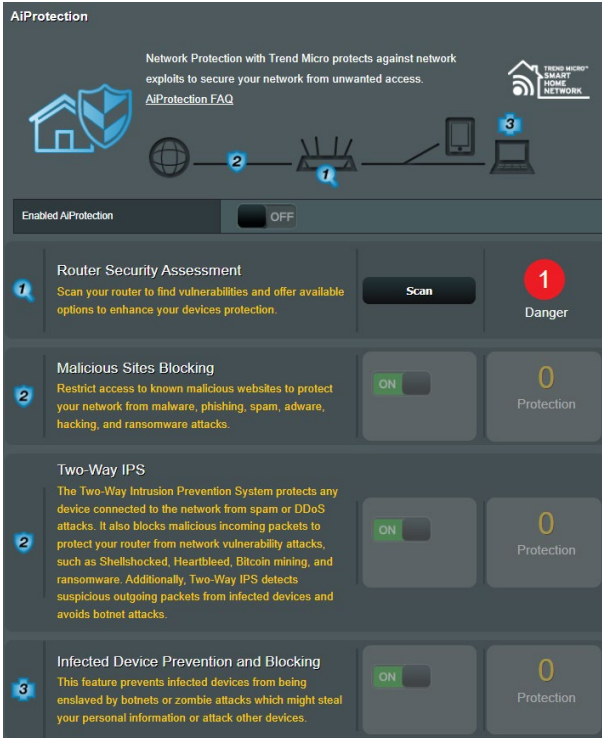 AiProtection
Network Protection with Trend Micro protects against network
exploits to secure your network from unwanted access.
AiProtection FAQ
TREND MICRO™
SMART
HOME
NETWORK
2
1
3
Enabled AiProtection
OFF
1
Router Security Assessment
Scan your router to find vulnerabilities and offer available
options to enhance your devices protection.
Scan
1
Danger
2
Malicious Sites Blocking
Restrict access to known malicious websites to protect
your network from malware, phishing, spam, adware,
hacking, and ransomware attacks.
ON
0
Protection
2
Two-Way IPS
The Two-Way Intrusion Prevention System protects any
device connected to the network from spam or DDoS
attacks. It also blocks malicious incoming packets to
protect your router from network vulnerability attacks,
such as Shellshocked, Heartbleed, Bitcoin mining, and
ransomware. Additionally, Two-Way IPS detects
suspicious outgoing packets from infected devices and
avoids botnet attacks.
ON
0
Protection
3
Infected Device Prevention and Blocking
This feature prevents infected devices from being
enslaved by botnets or zombie attacks which might steal
your personal information or attack other devices.
ON
0
Protection